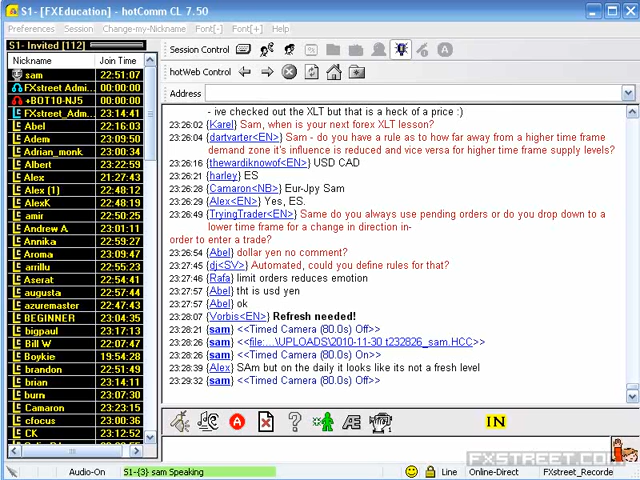 S1- [FXEducation] - hotComm CL 7.50
Preferences Session Change-my-Nickname Font[-] Font[+]
S1- Invited [112]
Session Control
Nickname Join Time
sam 22:51:07
FXstreet Admi... 00:00:00
+BOT10-NJ5 00:00:00
FXstreet_Adm... 23:14:41
Abel 22:16:03
Adem 23:09:50
Adrian_monk 23:00:34
Albert 23:22:59
Alex 21:27:43
Alex (1) 22:48:12
AlexK 22:48:19
amir 22:50:25
Andrew A 23:01:11
Annika 22:59:27
Aroma 23:09:47
arrillu 22:55:23
Aserat 22:54:41
augusta 22:57:44
azuremaster 22:47:43
BEGINNER 23:04:35
bigpaul 23:17:13
Bill W 22:47:47
Boykie 19:54:28
brandon 22:51:49
brian 23:14:12
burn 23:07:30
Camaron 23:23:15
cfocus 23:00:36
CK 23:12:52
hotWeb Control
Address
- ive checked out the XLT but that is a heck of a price :)
23:26:02 {Karel} Sam, when is your next forex XLT lesson?
23:26:04 {dartvarter<EN>} Sam - do you have a rule as to how far away from a higher time frame
demand zone it's influence is reduced and vice versa for higher time frame supply levels?
23:26:16 {thewardiknowof<EN>} USD CAD
23:26:21 {harley} ES
23:26:28 {Camaron<NB>} Eur-Jpy Sam
23:26:29 {Alex<EN>} Yes, ES.
23:26:49 {TryingTrader<EN>} Same do you always use pending orders or do you drop down to a
lower time frame for a change in direction in-
order to enter a trade?
23:26:54 {Abel} dollar yen no comment?
23:27:45 {dj<SV>} Automated, could you define rules for that?
22:27:46 {Rafa} limit orders reduces emotion
23:27:57 {Abel} tht is usd yen
23:27:57 {Abel} ok
23:28:07 {Vorbis<EN>} Refresh needed!
23:28:21 {sam} <<Timed Camera (80.0s) Off>>
23:28:26 {sam} <<file:...\UPLOADS\2010-11-30 t232826_sam.HCC>>
23:28:26 {sam} <<Timed Camera (80.0s) On>>
23:28:39 {Alex} SAm but on the daily it looks like its not a fresh level
23:29:32 {sam} <<Timed Camera (80.0s) Off>>
IN
Audio-On S1-{3} sam Speaking Line Online-Direct FXstreet_Recorde
FXSTREET.COM